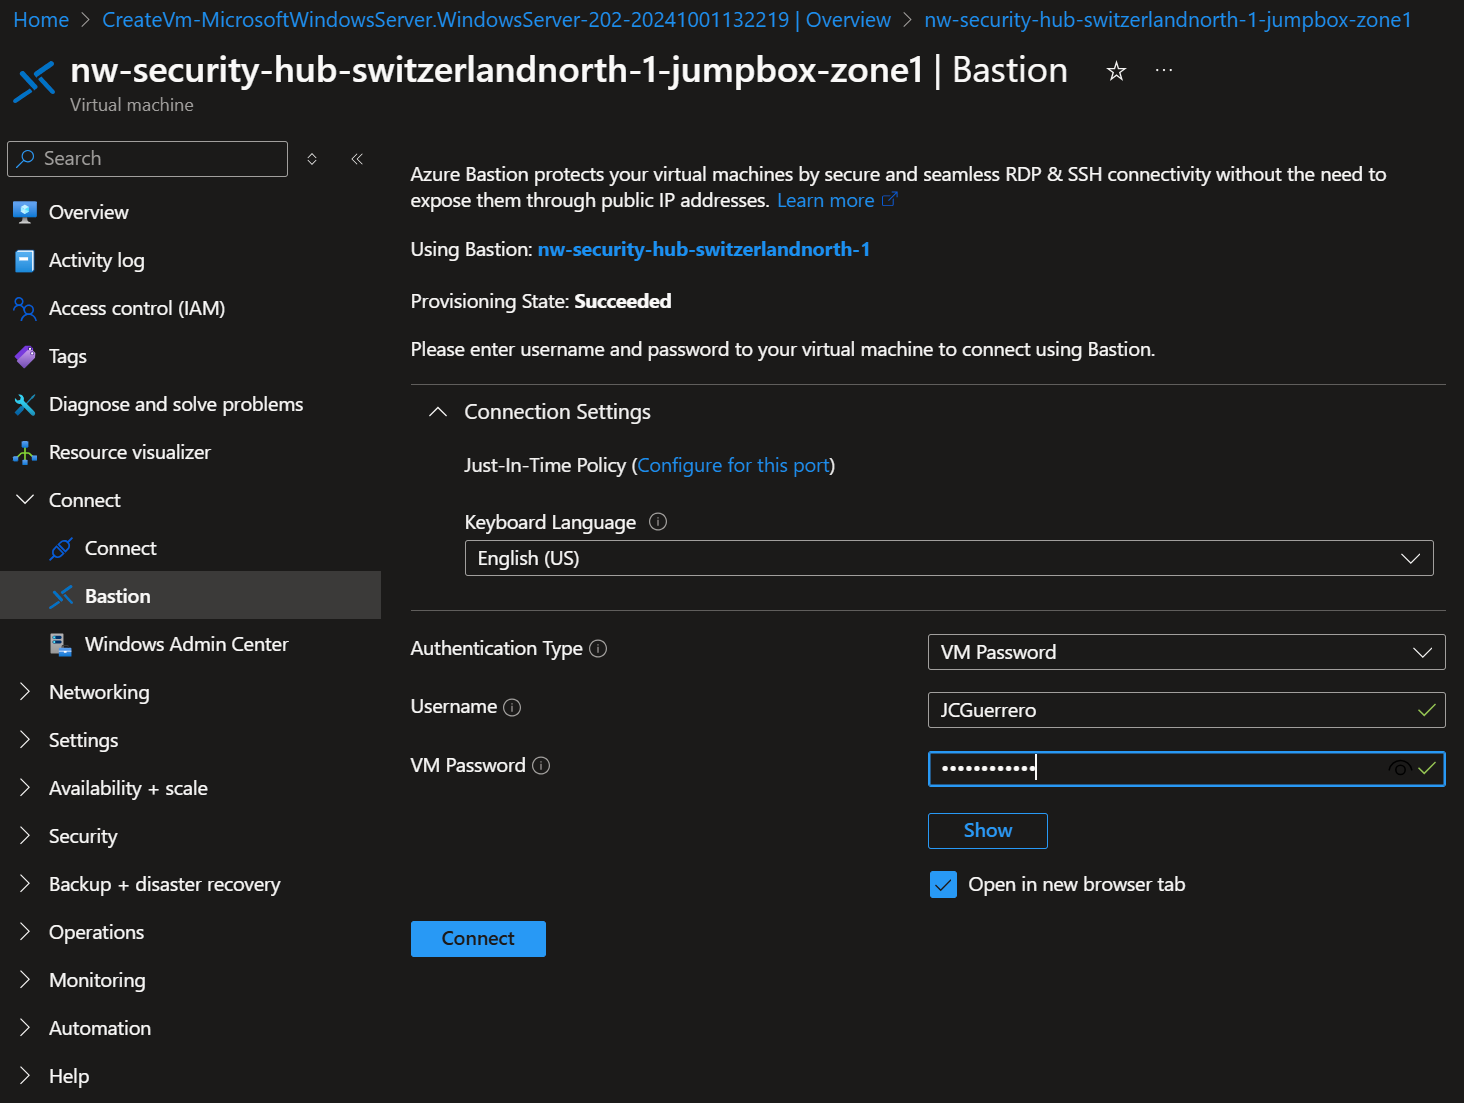 Home > CreateVm-MicrosoftWindowsServer.WindowsServer-202-20241001132219 | Overview > nw-security-hub-switzerlandnorth-1-jumpbox-zone1
nw-security-hub-switzerlandnorth-1-jumpbox-zone1 | Bastion
Virtual machine
Search
Overview
Activity log
Access control (IAM)
Tags
Diagnose and solve problems
Resource visualizer
Connect
Connect
Bastion
Windows Admin Center
Networking
Settings
Availability + scale
Security
Backup + disaster recovery
Operations
Monitoring
Automation
Help
Azure Bastion protects your virtual machines by secure and seamless RDP & SSH connectivity without the need to
expose them through public IP addresses. Learn more
Using Bastion: nw-security-hub-switzerlandnorth-1
Provisioning State: Succeeded
Please enter username and password to your virtual machine to connect using Bastion.
Connection Settings
Just-In-Time Policy (Configure for this port)
Keyboard Language
English (US)
Authentication Type
VM Password
Username
JCGuerrero
VM Password
••••••••••••
Show
Open in new browser tab
Connect